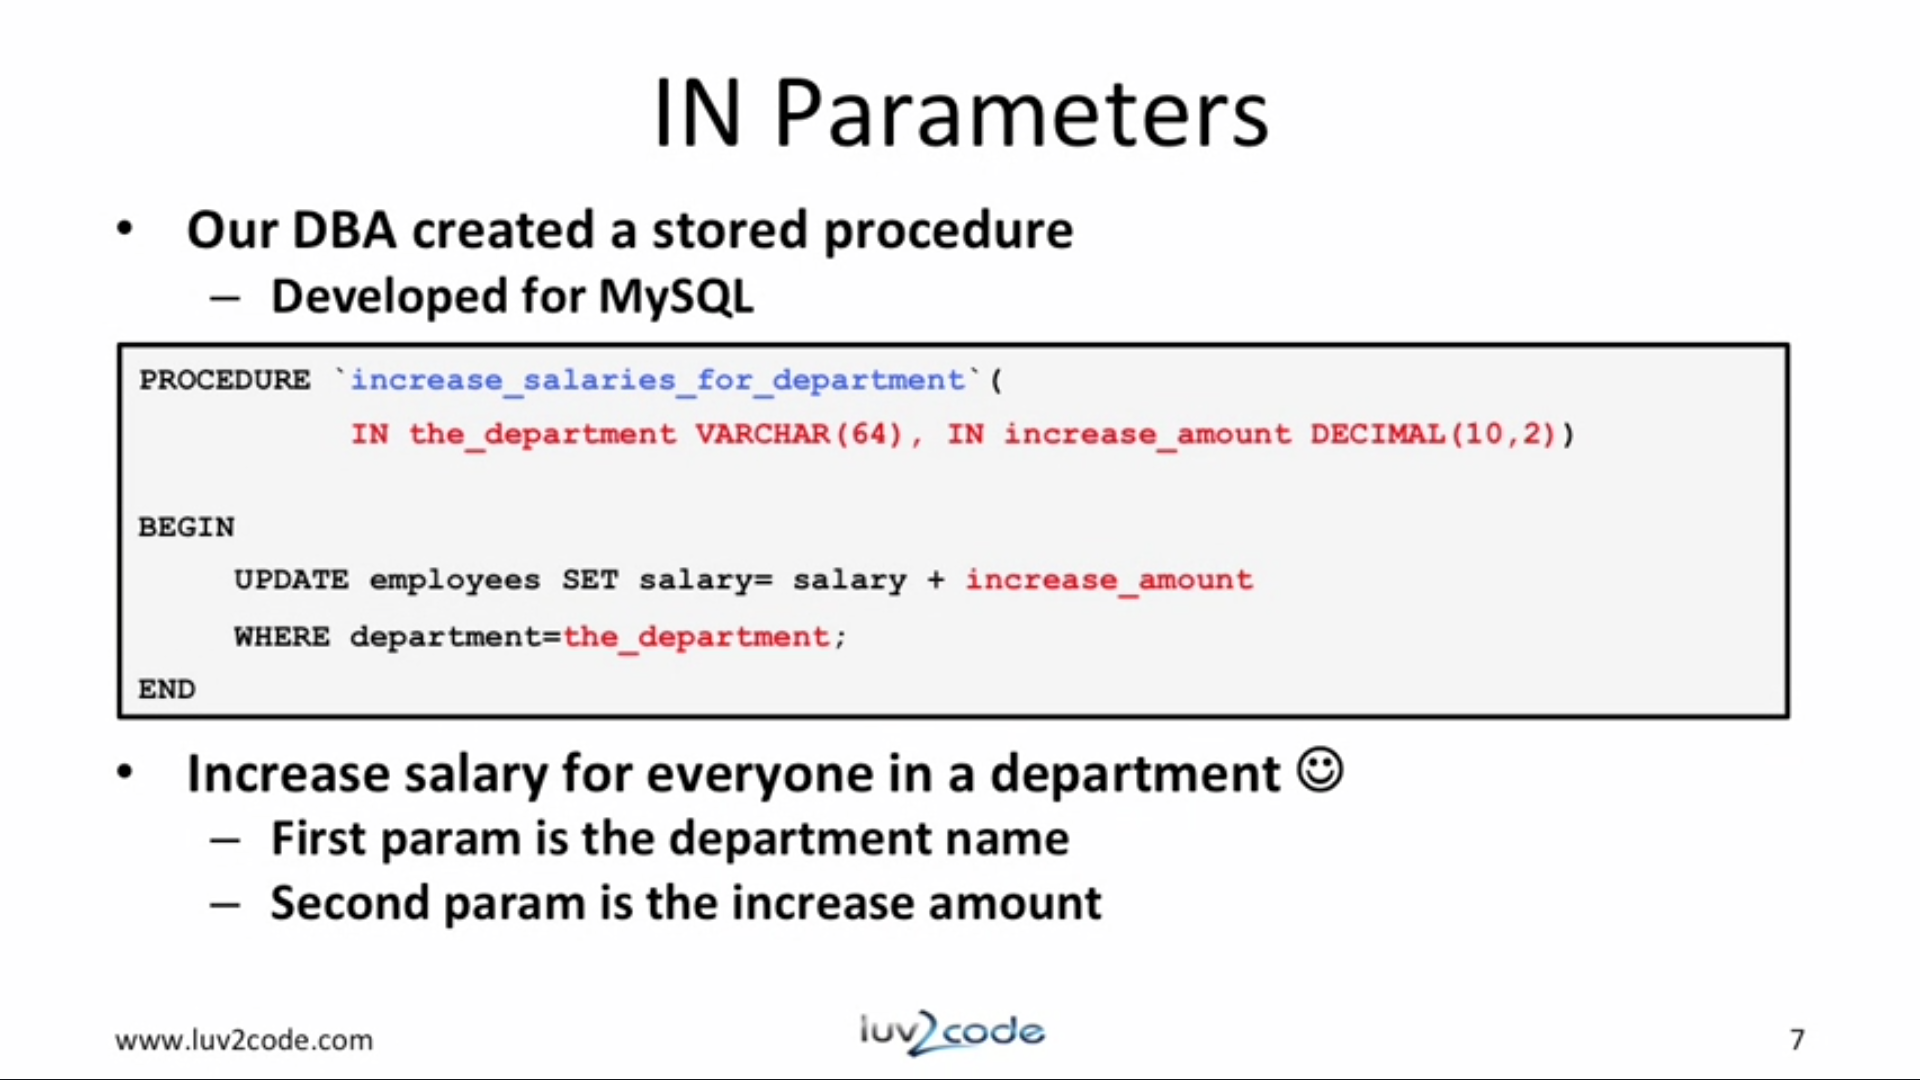 IN Parameters
• Our DBA created a stored procedure
– Developed for MySQL
PROCEDURE `increase_salaries_for_department`(
IN the_department VARCHAR(64), IN increase_amount DECIMAL(10,2))
BEGIN
UPDATE employees SET salary= salary + increase_amount
WHERE department=the_department;
END
• Increase salary for everyone in a department ☺
– First param is the department name
– Second param is the increase amount
www.luv2code.com
luv2code
7